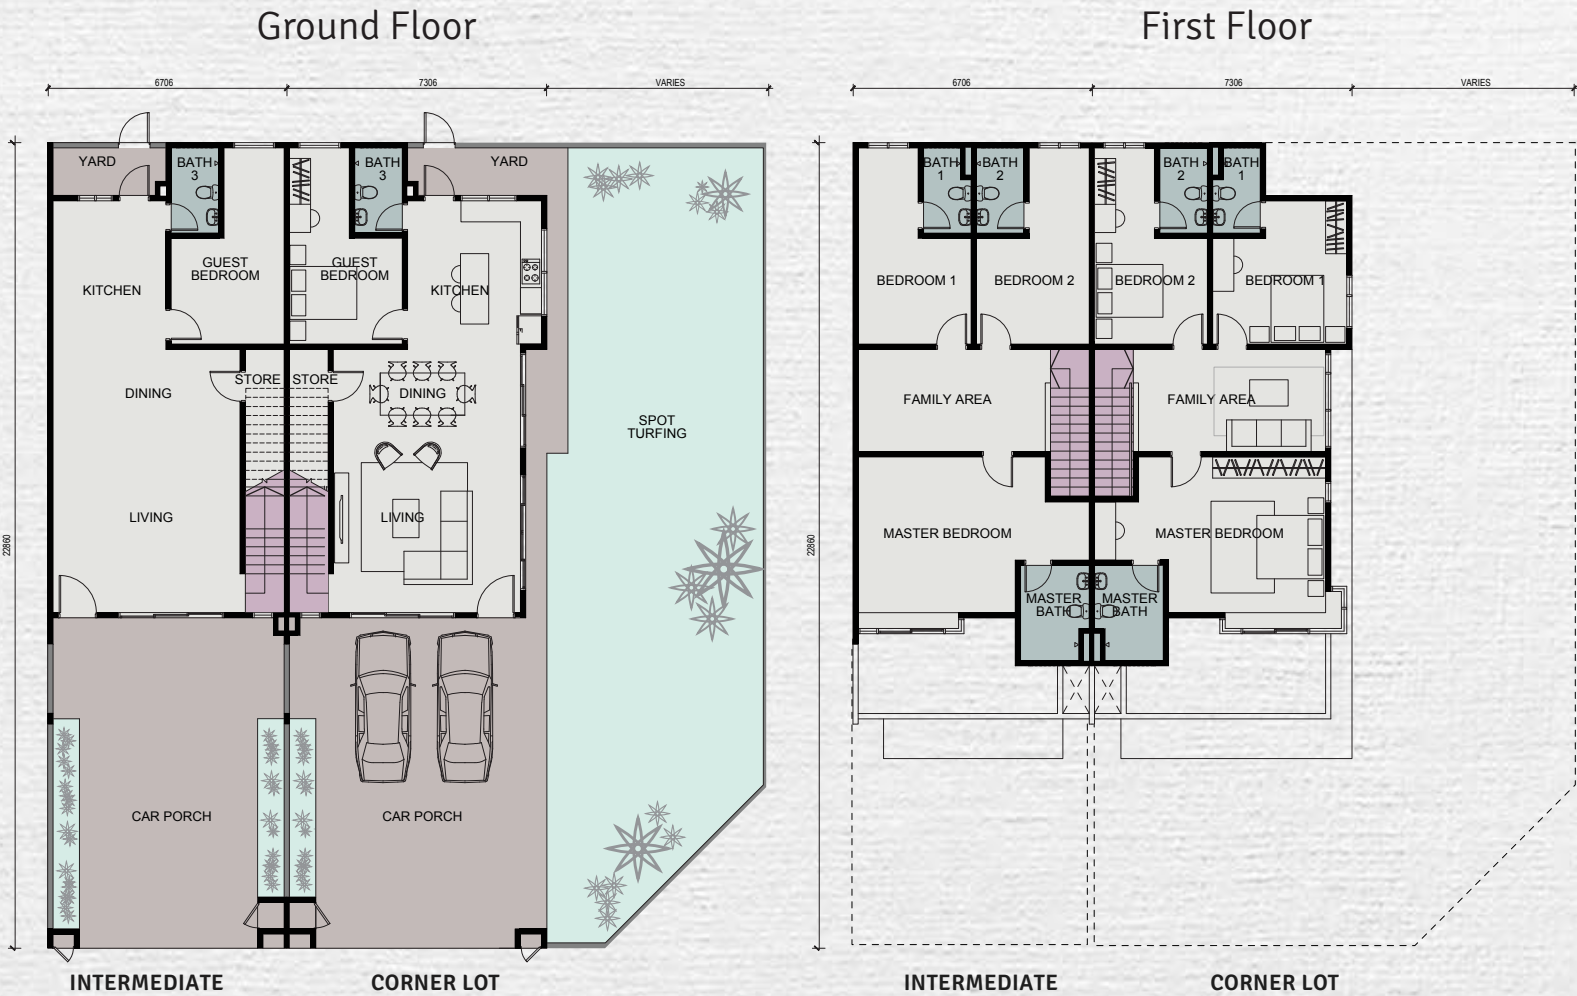 Ground Floor
First Floor
6706
7306
VARIES
6706
7306
VARIES
22860
YARD
BATH
3
BATH
3
YARD
GUEST
BEDROOM
GUEST
BEDROOM
KITCHEN
KITCHEN
STORE
STORE
DINING
DINING
SPOT
TURFING
LIVING
LIVING
CAR PORCH
CAR PORCH
INTERMEDIATE
CORNER LOT
22860
BATH
1
BATH
2
BATH
2
BATH
1
BEDROOM 1
BEDROOM 2
BEDROOM 2
BEDROOM 1
FAMILY AREA
FAMILY AREA
MASTER BEDROOM
MASTER BEDROOM
MASTER
BATH
MASTER
BATH
INTERMEDIATE
CORNER LOT